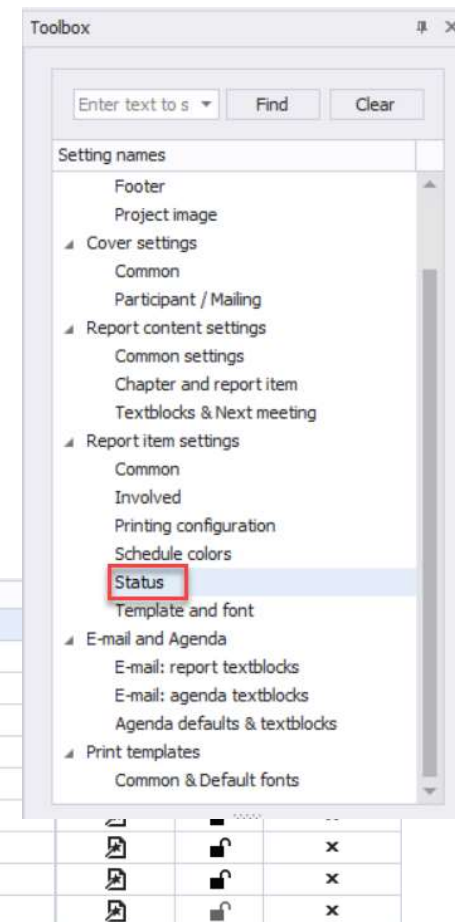 Toolbox
Enter text to s
Find
Clear
Setting names
Footer
Project image
Cover settings
Common
Participant / Mailing
Report content settings
Common settings
Chapter and report item
Textblocks & Next meeting
Report item settings
Common
Involved
Printing configuration
Schedule colors
Status
Template and font
E-mail and Agenda
E-mail: report textblocks
E-mail: agenda textblocks
Agenda defaults & textblocks
Print templates
Common & Default fonts